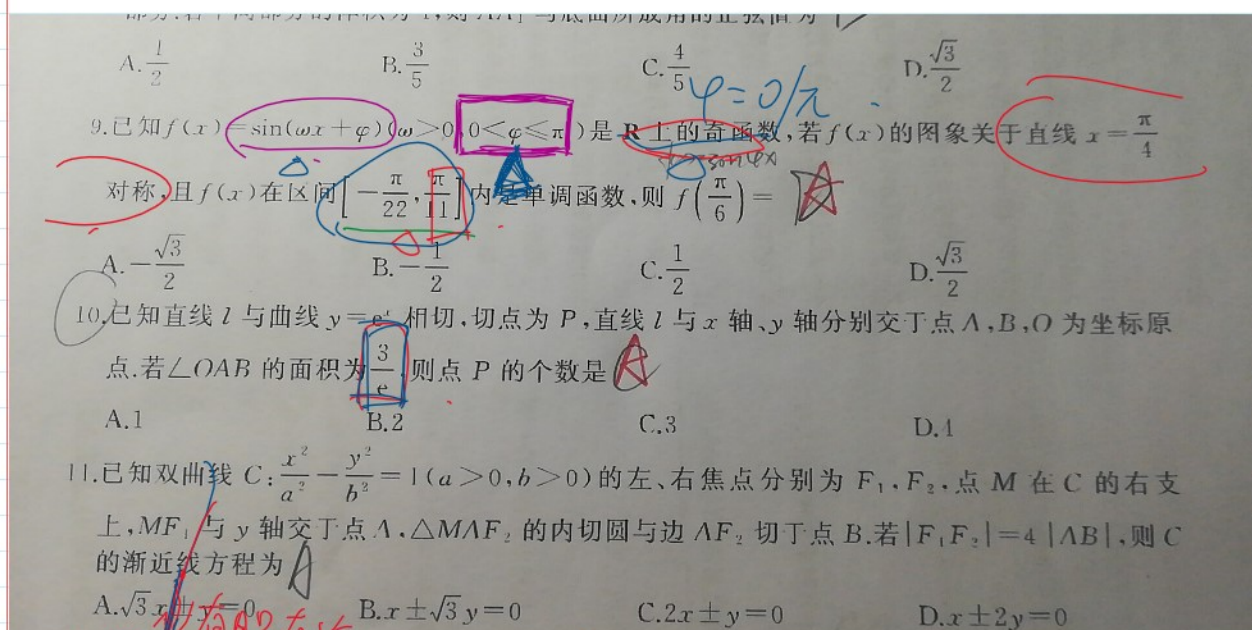 A. 1/2 B. 3/5 C. 4/5 D. √3/2
φ=0/π
9.已知f(x)=sin(ωx+φ)(ω>0,0<φ≤π)是R上的奇函数,若f(x)的图象关于直线x=π/4
对称,且f(x)在区间[-π/22,π/11]内是单调函数,则f(π/6)= A
A.-√3/2 B.-1/2 C.1/2 D.√3/2
10.已知直线l与曲线y=eˣ相切,切点为P,直线l与x轴、y轴分别交于点A,B,O为坐标原
点.若∠OAB的面积为3/e,则点P的个数是 A
A.1 B.2 C.3 D.4
11.已知双曲线C:x²/a²-y²/b²=1(a>0,b>0)的左、右焦点分别为F₁,F₂,点M在C的右支
上,MF₁与y轴交于点A,△MAF₂的内切圆与边AF₂切于点B.若|F₁F₂|=4|AB|,则C
的渐近线方程为 A
A.√3x±y=0 B.x±√3y=0 C.2x±y=0 D.x±2y=0